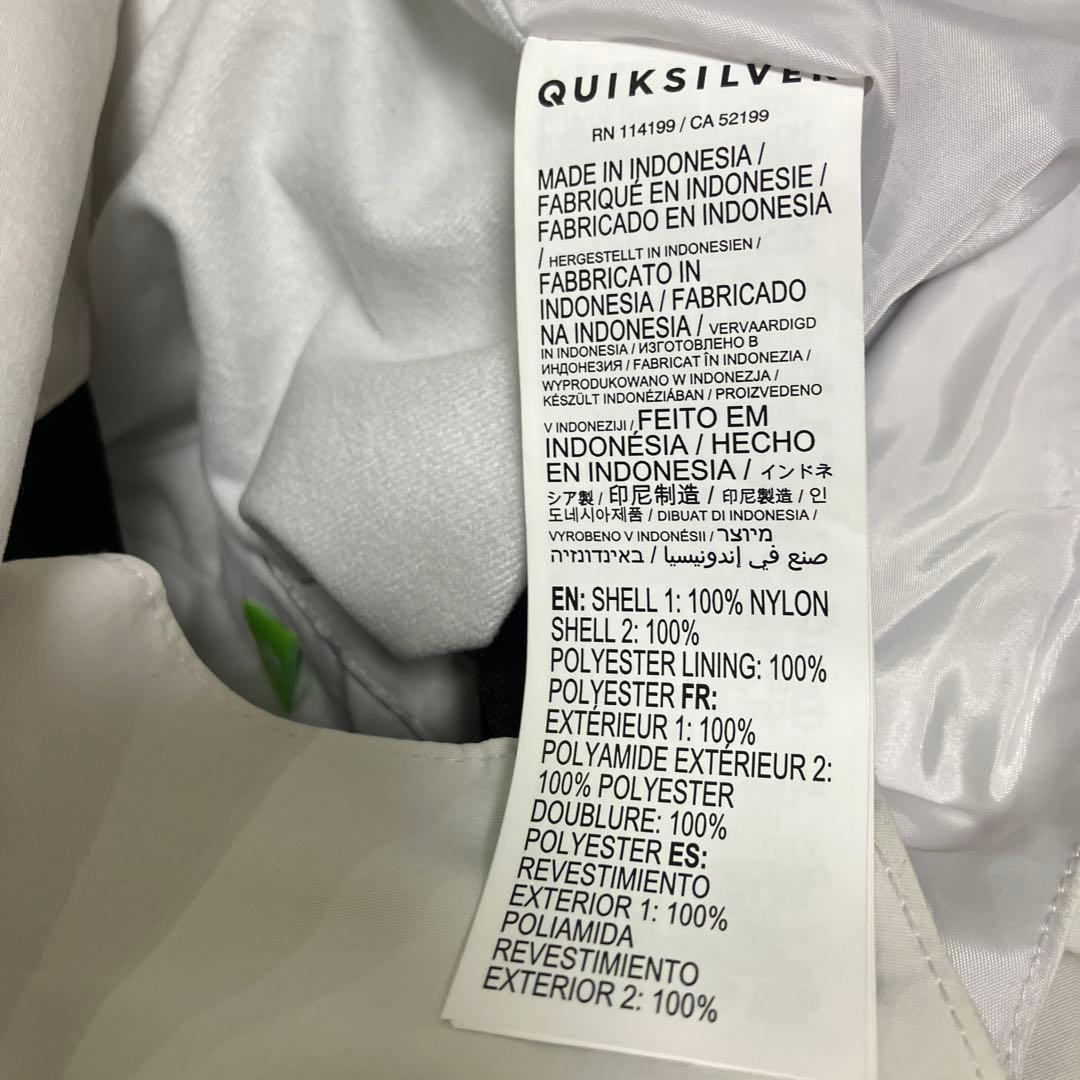 QUIKSILVER
RN 114199 / CA 52199
MADE IN INDONESIA /
FABRIQUÉ EN INDONESIE /
FABRICADO EN INDONESIA
/ HERGESTELLT IN INDONESIEN /
FABBRICATO IN
INDONESIA / FABRICADO
NA INDONESIA / VERVAARDIGD
IN INDONESIA / ИЗГОТОВЛЕНО В
ИНДОНЕЗИЯ / FABRICAT ÎN INDONEZIA /
WYPRODUKOWANO W INDONEZJA /
KÉSZÜLT INDONÉZIÁBAN / PROIZVEDENO
V INDONEZIJI / FEITO EM
INDONÉSIA / HECHO
EN INDONESIA / インドネ
シア製 / 印尼制造 / 印尼製造 / 인
도네시아제품 / DIBUAT DI INDONESIA /
VYROBENO V INDONÉSII / מיוצר
באינדונזיה / صنع في إندونيسيا
EN: SHELL 1: 100% NYLON
SHELL 2: 100%
POLYESTER LINING: 100%
POLYESTER FR:
EXTÉRIEUR 1: 100%
POLYAMIDE EXTÉRIEUR 2:
100% POLYESTER
DOUBLURE: 100%
POLYESTER ES:
REVESTIMIENTO
EXTERIOR 1: 100%
POLIAMIDA
REVESTIMIENTO
EXTERIOR 2: 100%